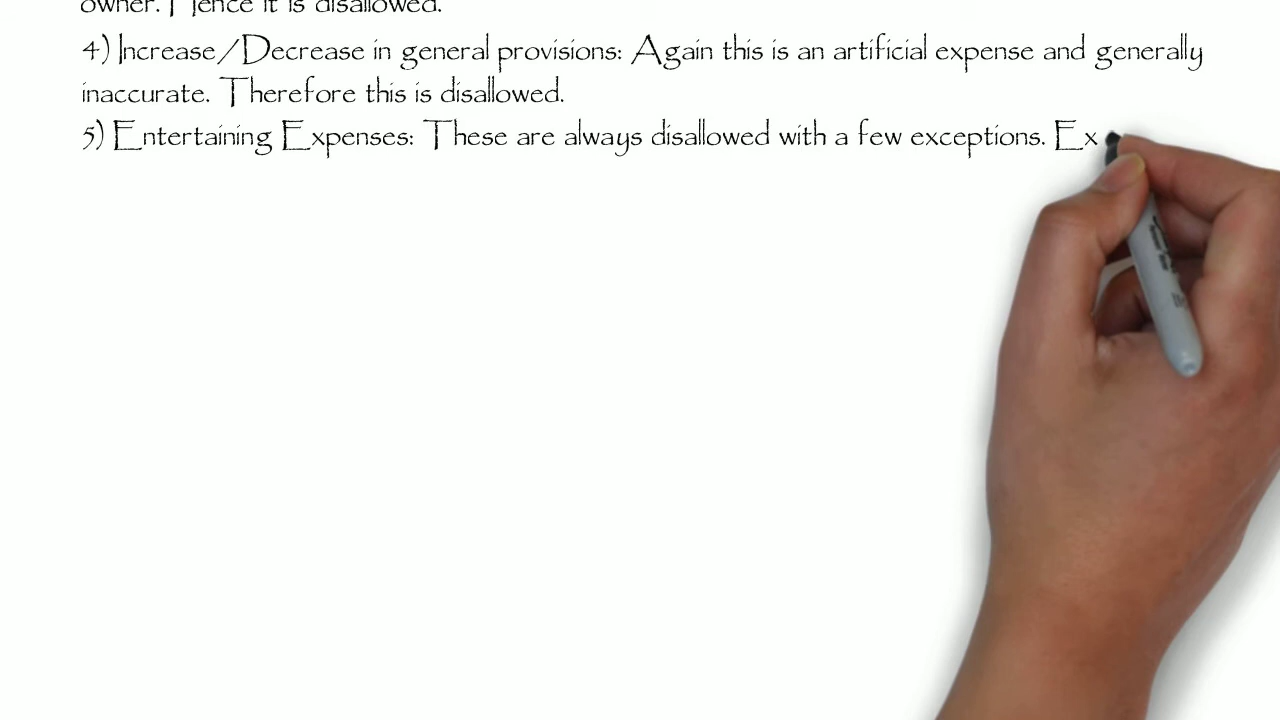 owner. Hence it is disallowed.
4) Increase/Decrease in general provisions: Again this is an artificial expense and generally
inaccurate. Therefore this is disallowed.
5) Entertaining Expenses: These are always disallowed with a few exceptions. Ex